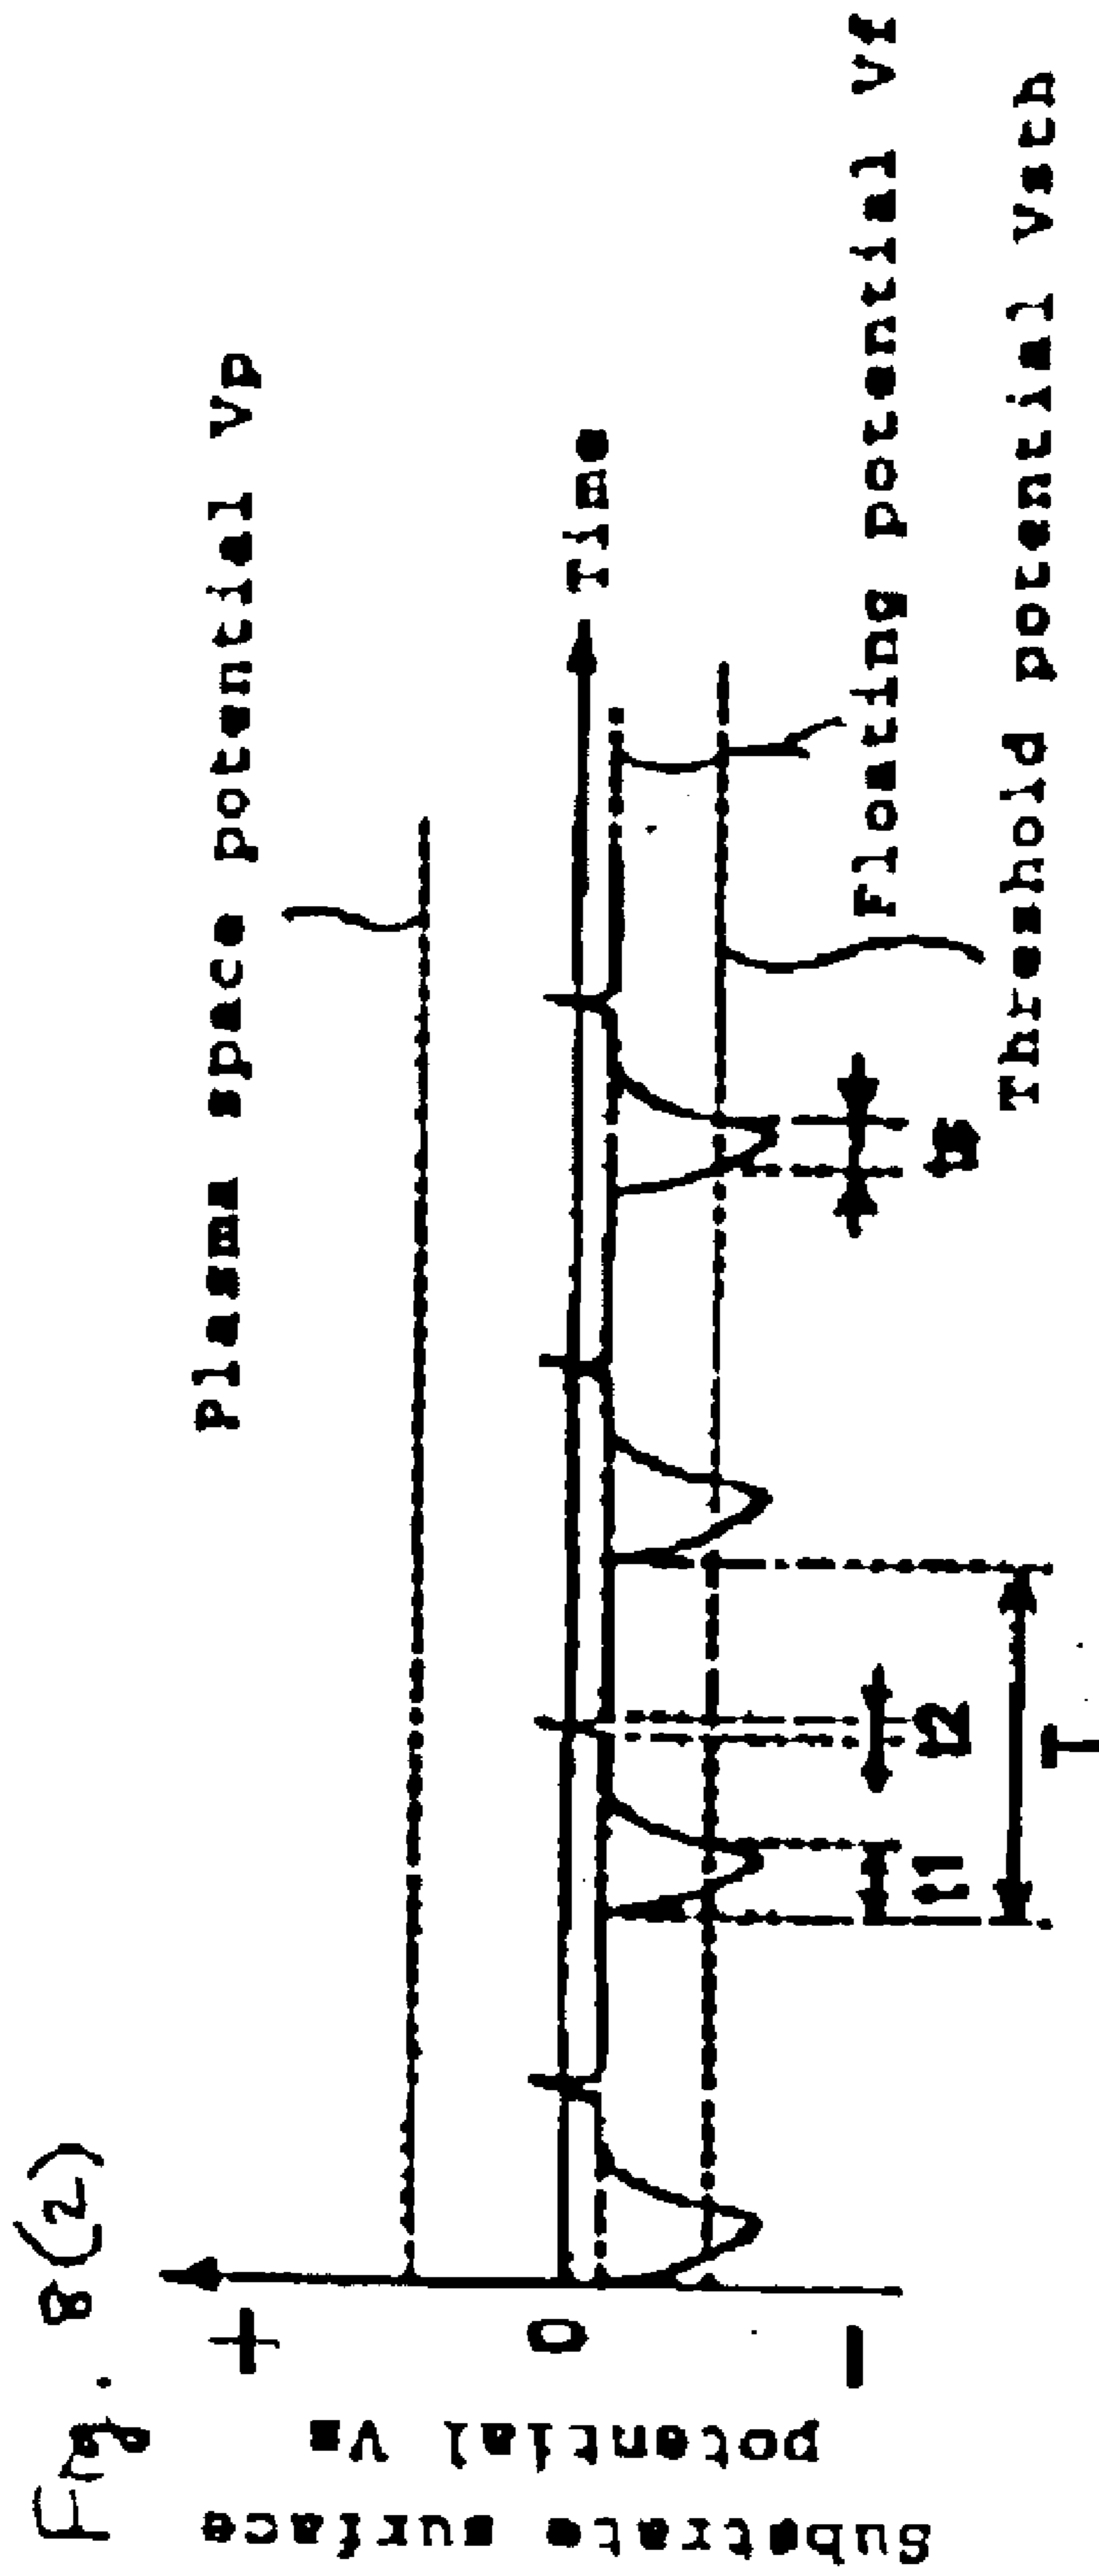 Fig. 8(2)
Plasma space potential Vp
+
0
-
Substrate surface
potential Vs
Time
Floating potential Vf
Threshold potential Vsth
t1
t2
T